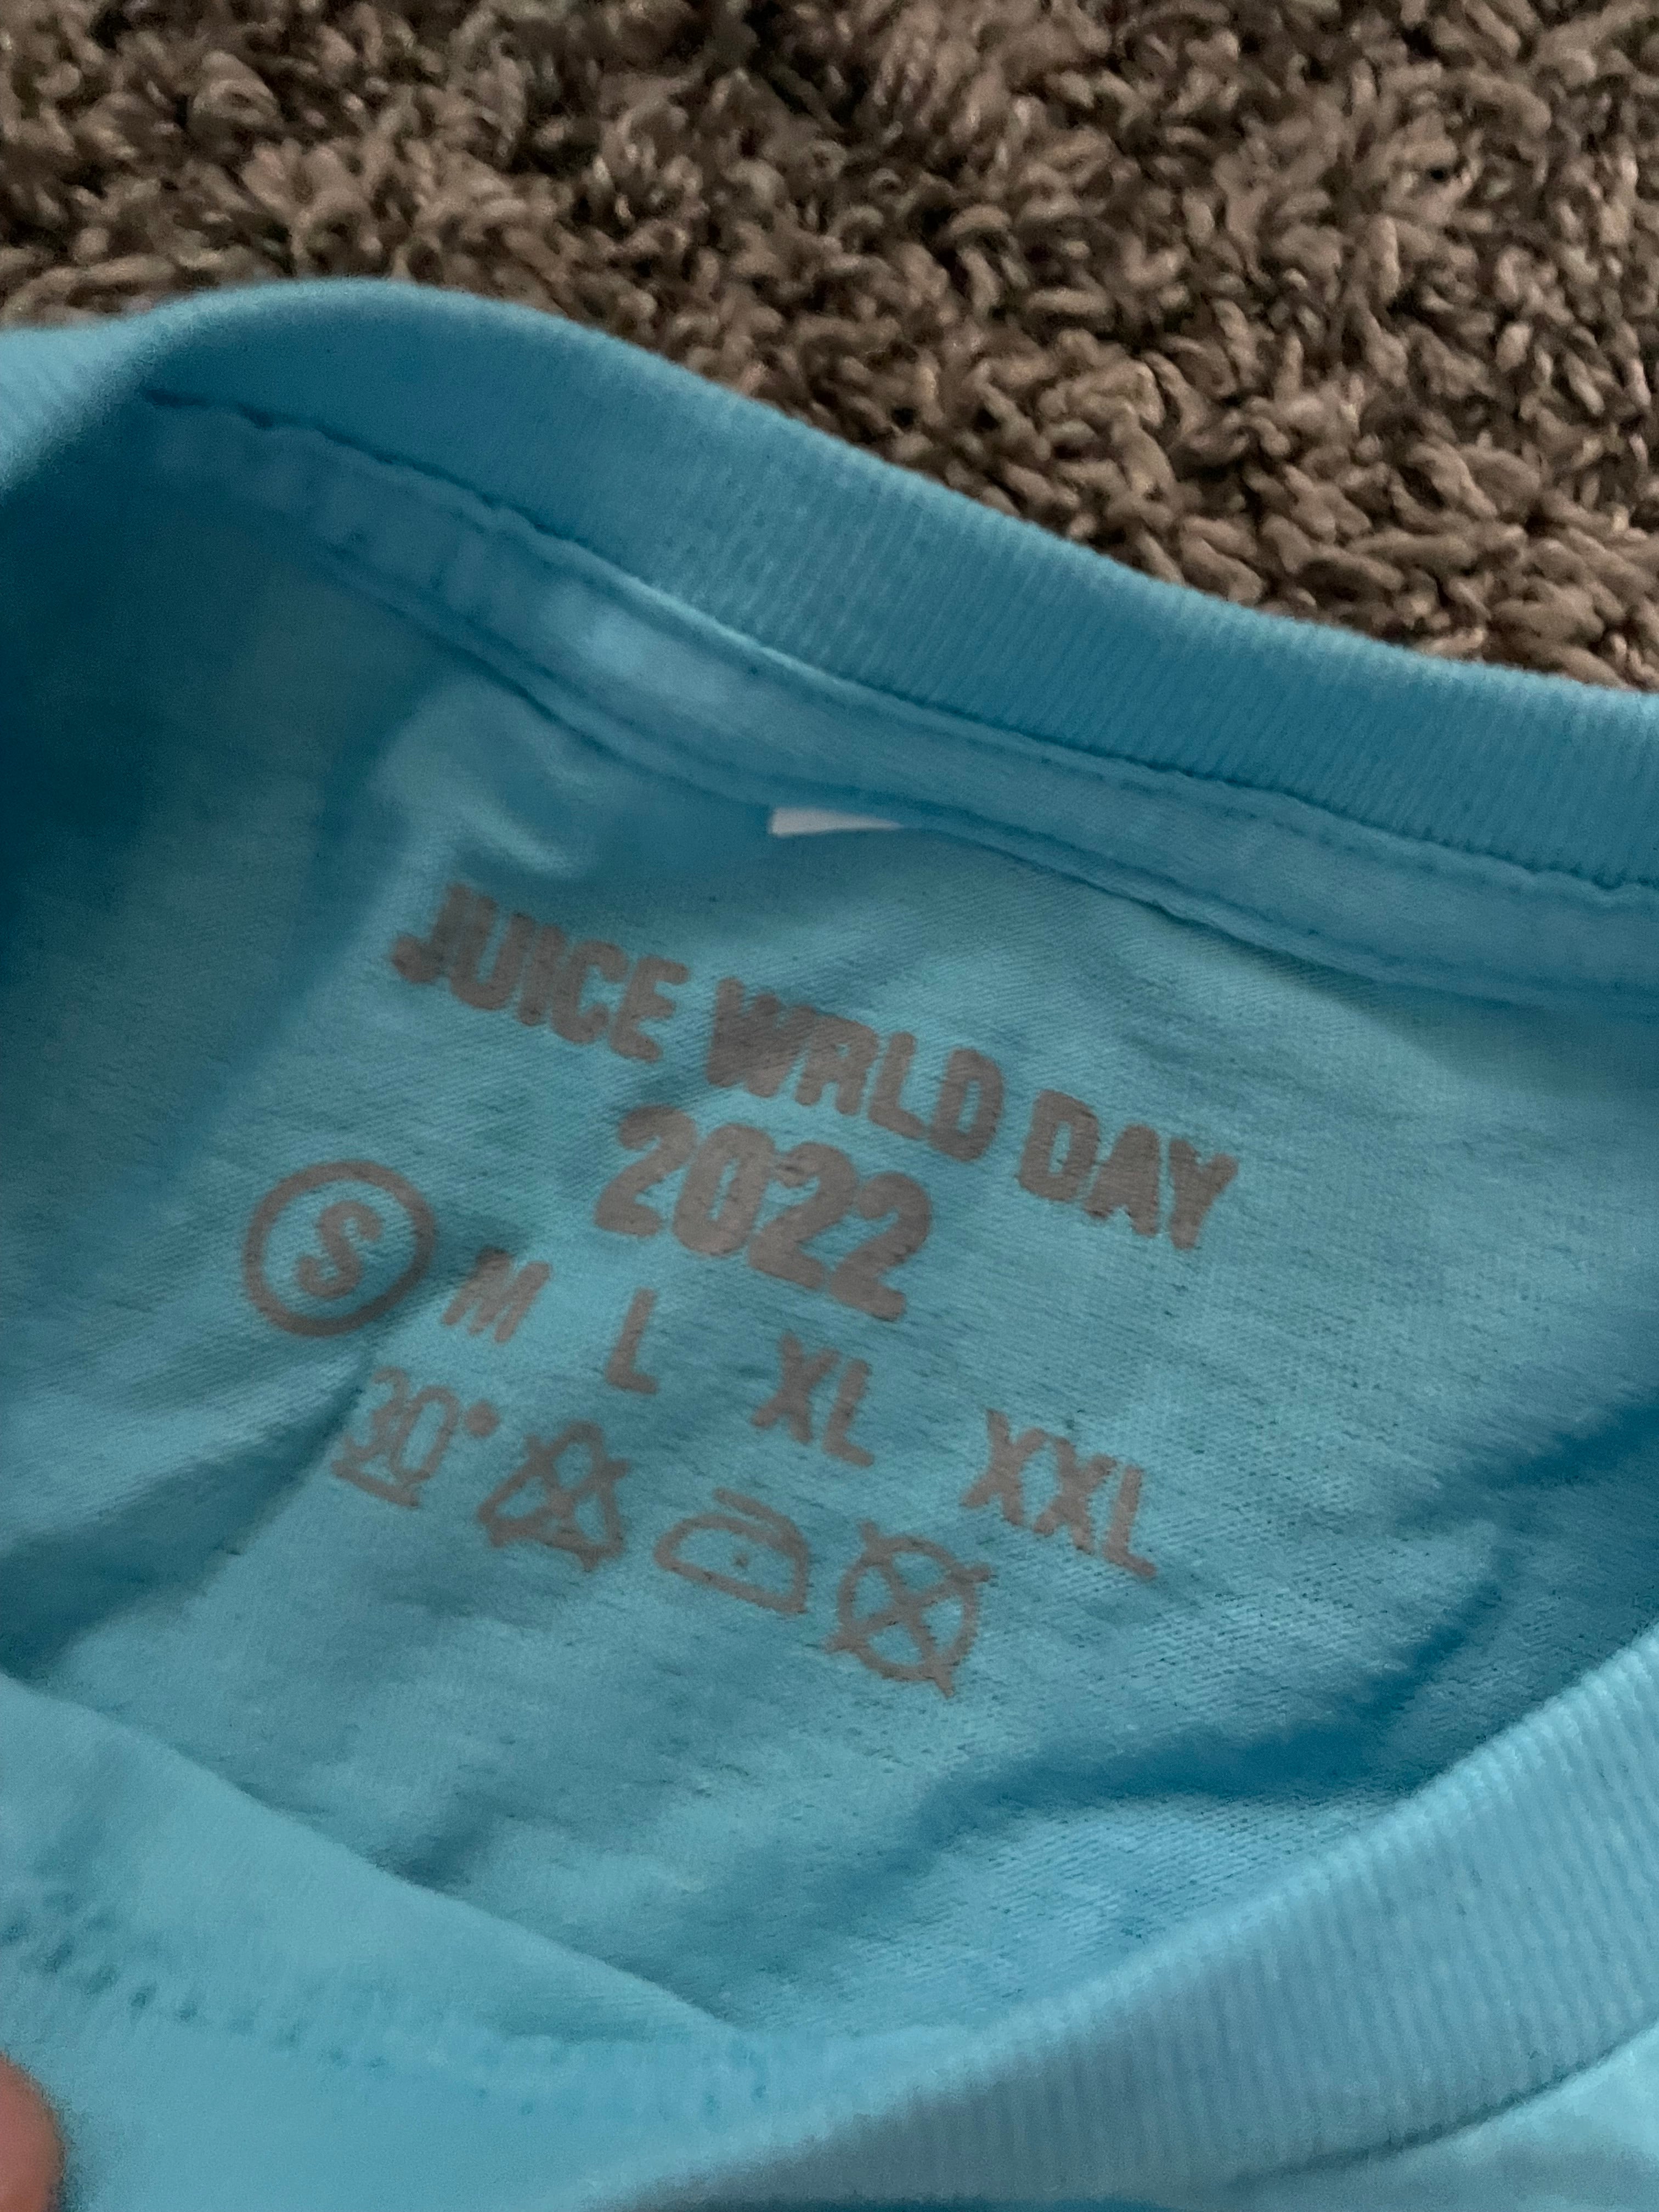 JUICE WRLD DAY
2022
S M L XL XXL
30°